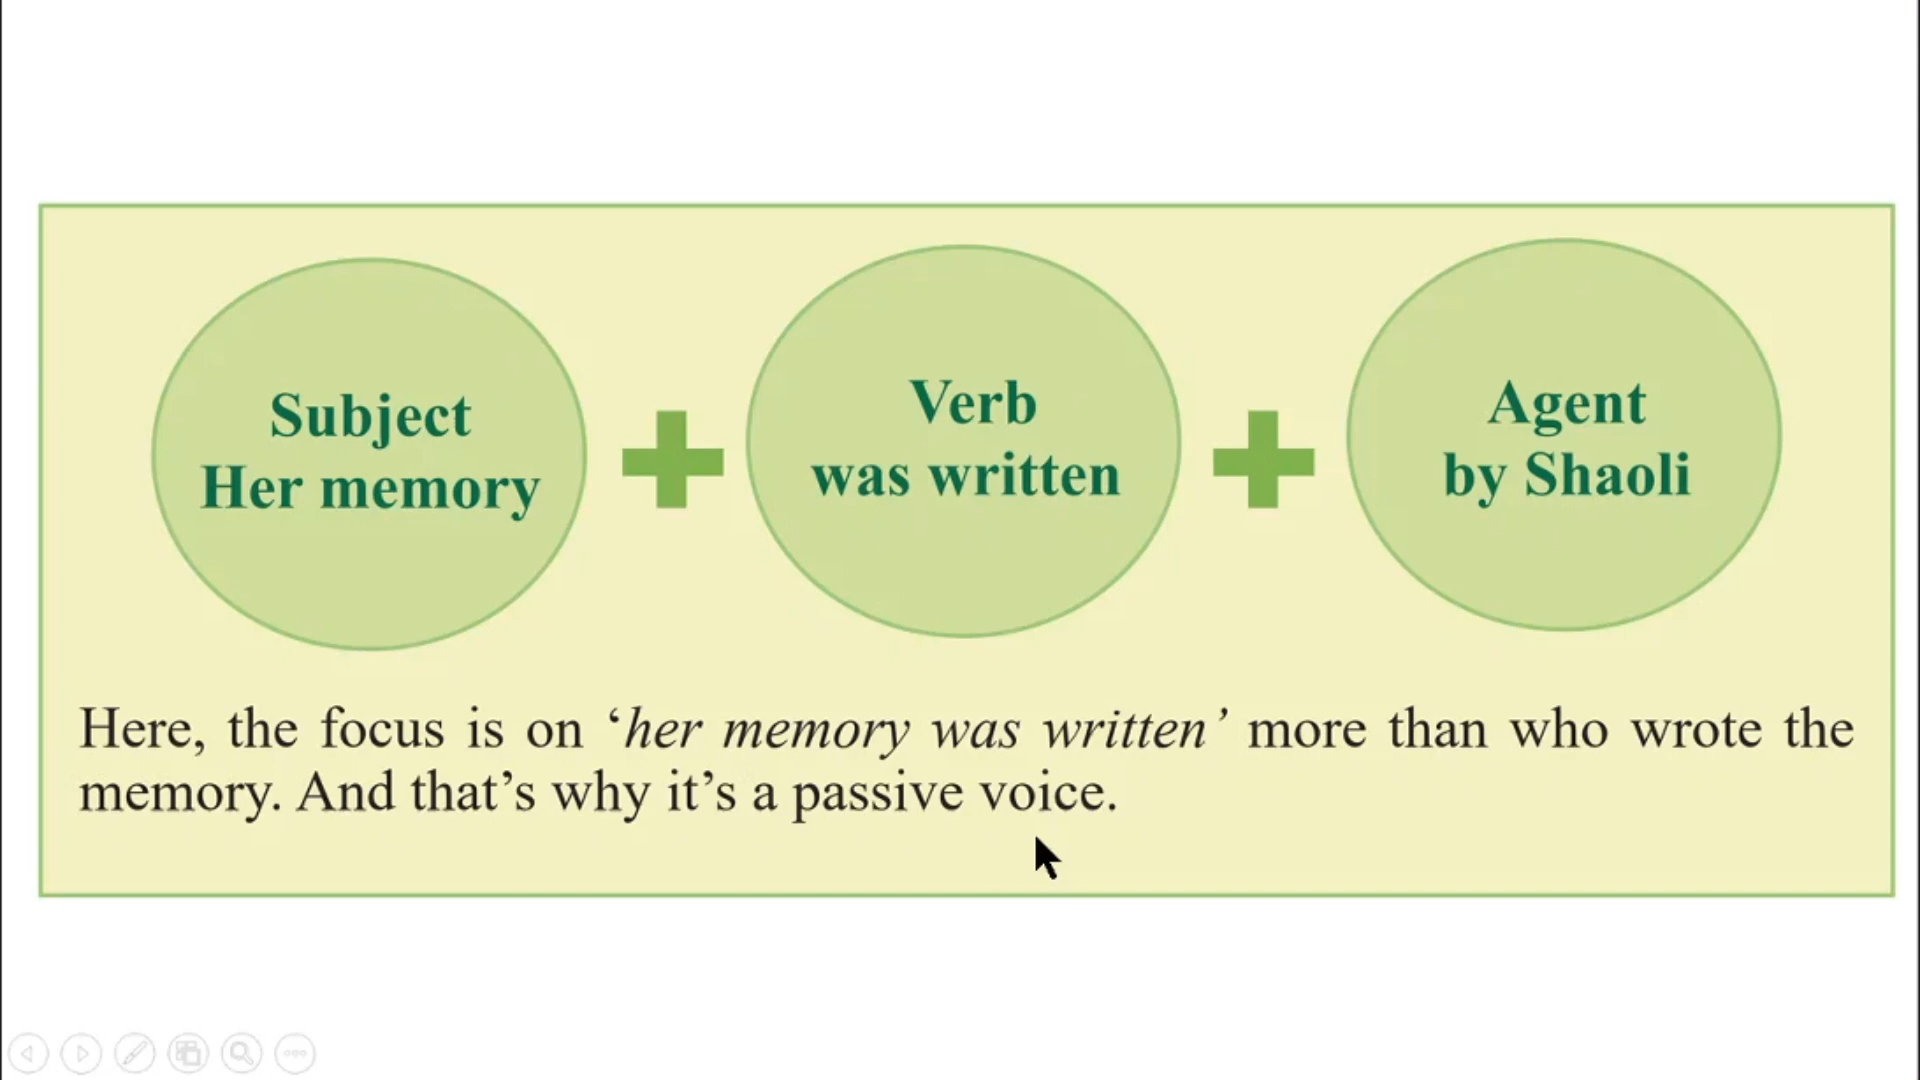 Subject
Her memory
Verb
was written
Agent
by Shaoli
Here, the focus is on ‘her memory was written’ more than who wrote the
memory. And that’s why it’s a passive voice.